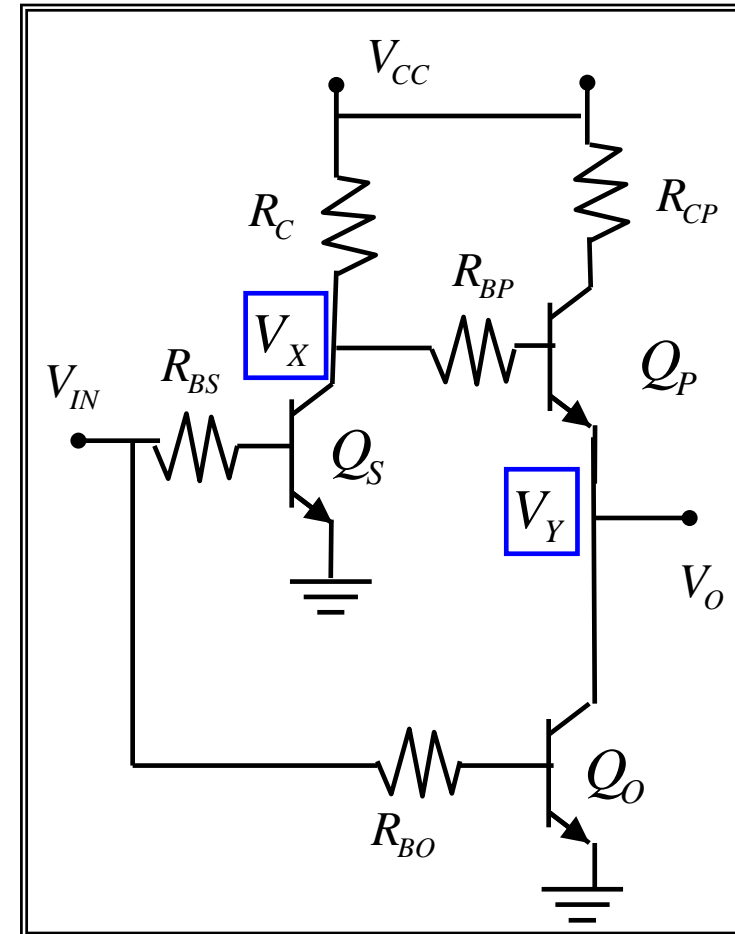 V_CC
R_C
R_CP
R_BP
V_X
Q_P
V_IN
R_BS
Q_S
V_Y
V_O
Q_O
R_BO